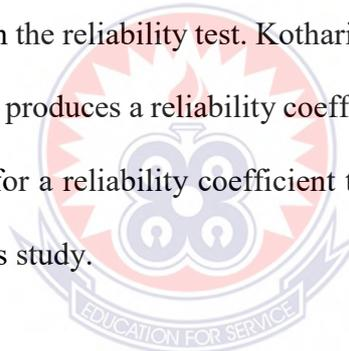 the reliability test. Kothari
produces a reliability coeff
for a reliability coefficient t
s study.
EDUCATION FOR SERVICE